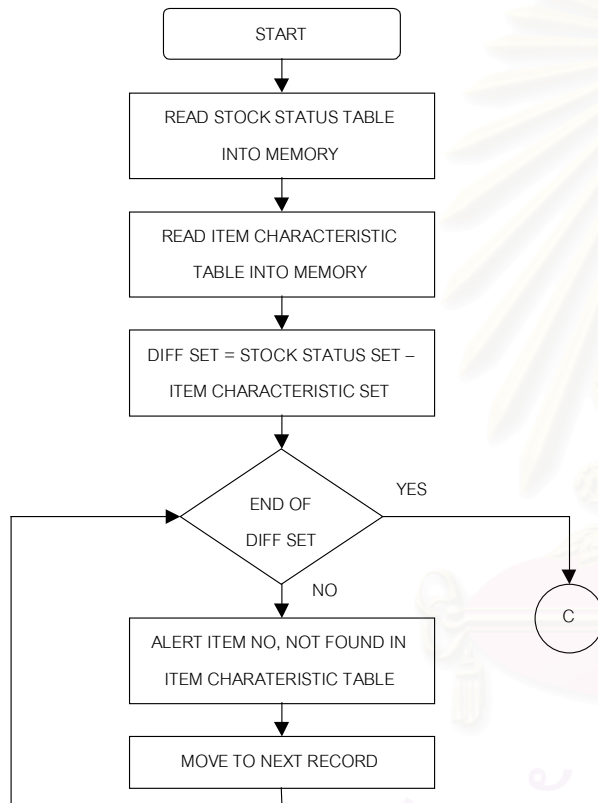 START
READ STOCK STATUS TABLE
INTO MEMORY
READ ITEM CHARACTERISTIC
TABLE INTO MEMORY
DIFF SET = STOCK STATUS SET –
ITEM CHARACTERISTIC SET
END OF
DIFF SET
YES
NO
C
ALERT ITEM NO, NOT FOUND IN
ITEM CHARATERISTIC TABLE
MOVE TO NEXT RECORD